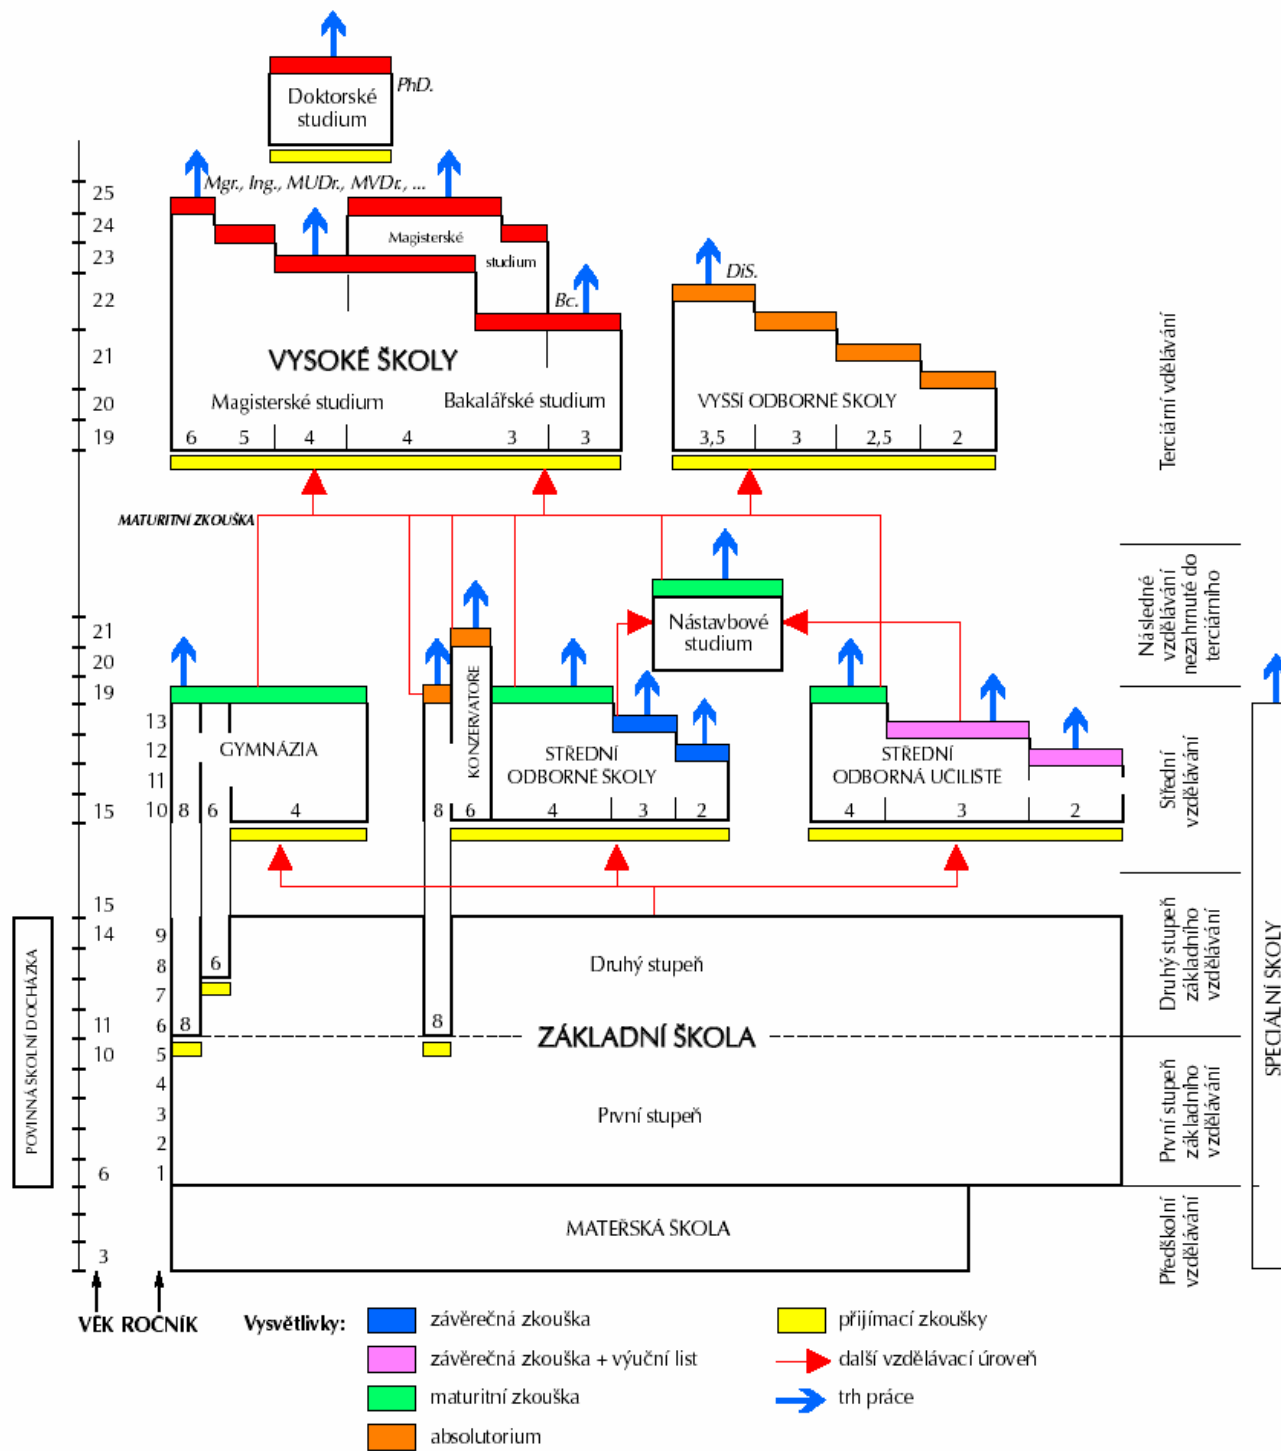 PhD.
Doktorské
studium
Mgr., Ing., MUDr., MVDr., ...
25
24
Magisterské
23
studium
DiS.
22
Bc.
VYSOKÉ ŠKOLY
21
Magisterské studium
Bakalářské studium
VYŠŠÍ ODBORNÉ ŠKOLY
20
19
6 5 4 4 3 3
3,5 3 2,5 2
Terciární vdělávání
MATURITNÍ ZKOUŠKA
Následné
vzdělávání
nezahrnuté do
terciárního
Nástavbové
studium
21
20
19
13
12
11
15 10
GYMNÁZIA
KONZERVATOŘE
STŘEDNÍ
ODBORNÉ ŠKOLY
STŘEDNÍ
ODBORNÁ UČILIŠTĚ
8 6 4
8 6 4 3 2
4 3 2
Střední
vzdělávání
15
14 9
8
7
11 6
10 5
4
3
2
6 1
3
6
8
8
Druhý stupeň
ZÁKLADNÍ ŠKOLA
První stupeň
MATEŘSKÁ ŠKOLA
POVINNÁ ŠKOLNÍ DOCHÁZKA
Druhý stupeň
základního
vzdělávání
První stupeň
základního
vzdělávání
Předškolní
vzdělávání
SPECIÁLNÍ ŠKOLY
VĚK ROČNÍK
Vysvětlivky:
závěrečná zkouška
závěrečná zkouška + výuční list
maturitní zkouška
absolutorium
přijímací zkoušky
další vzdělávací úroveň
trh práce